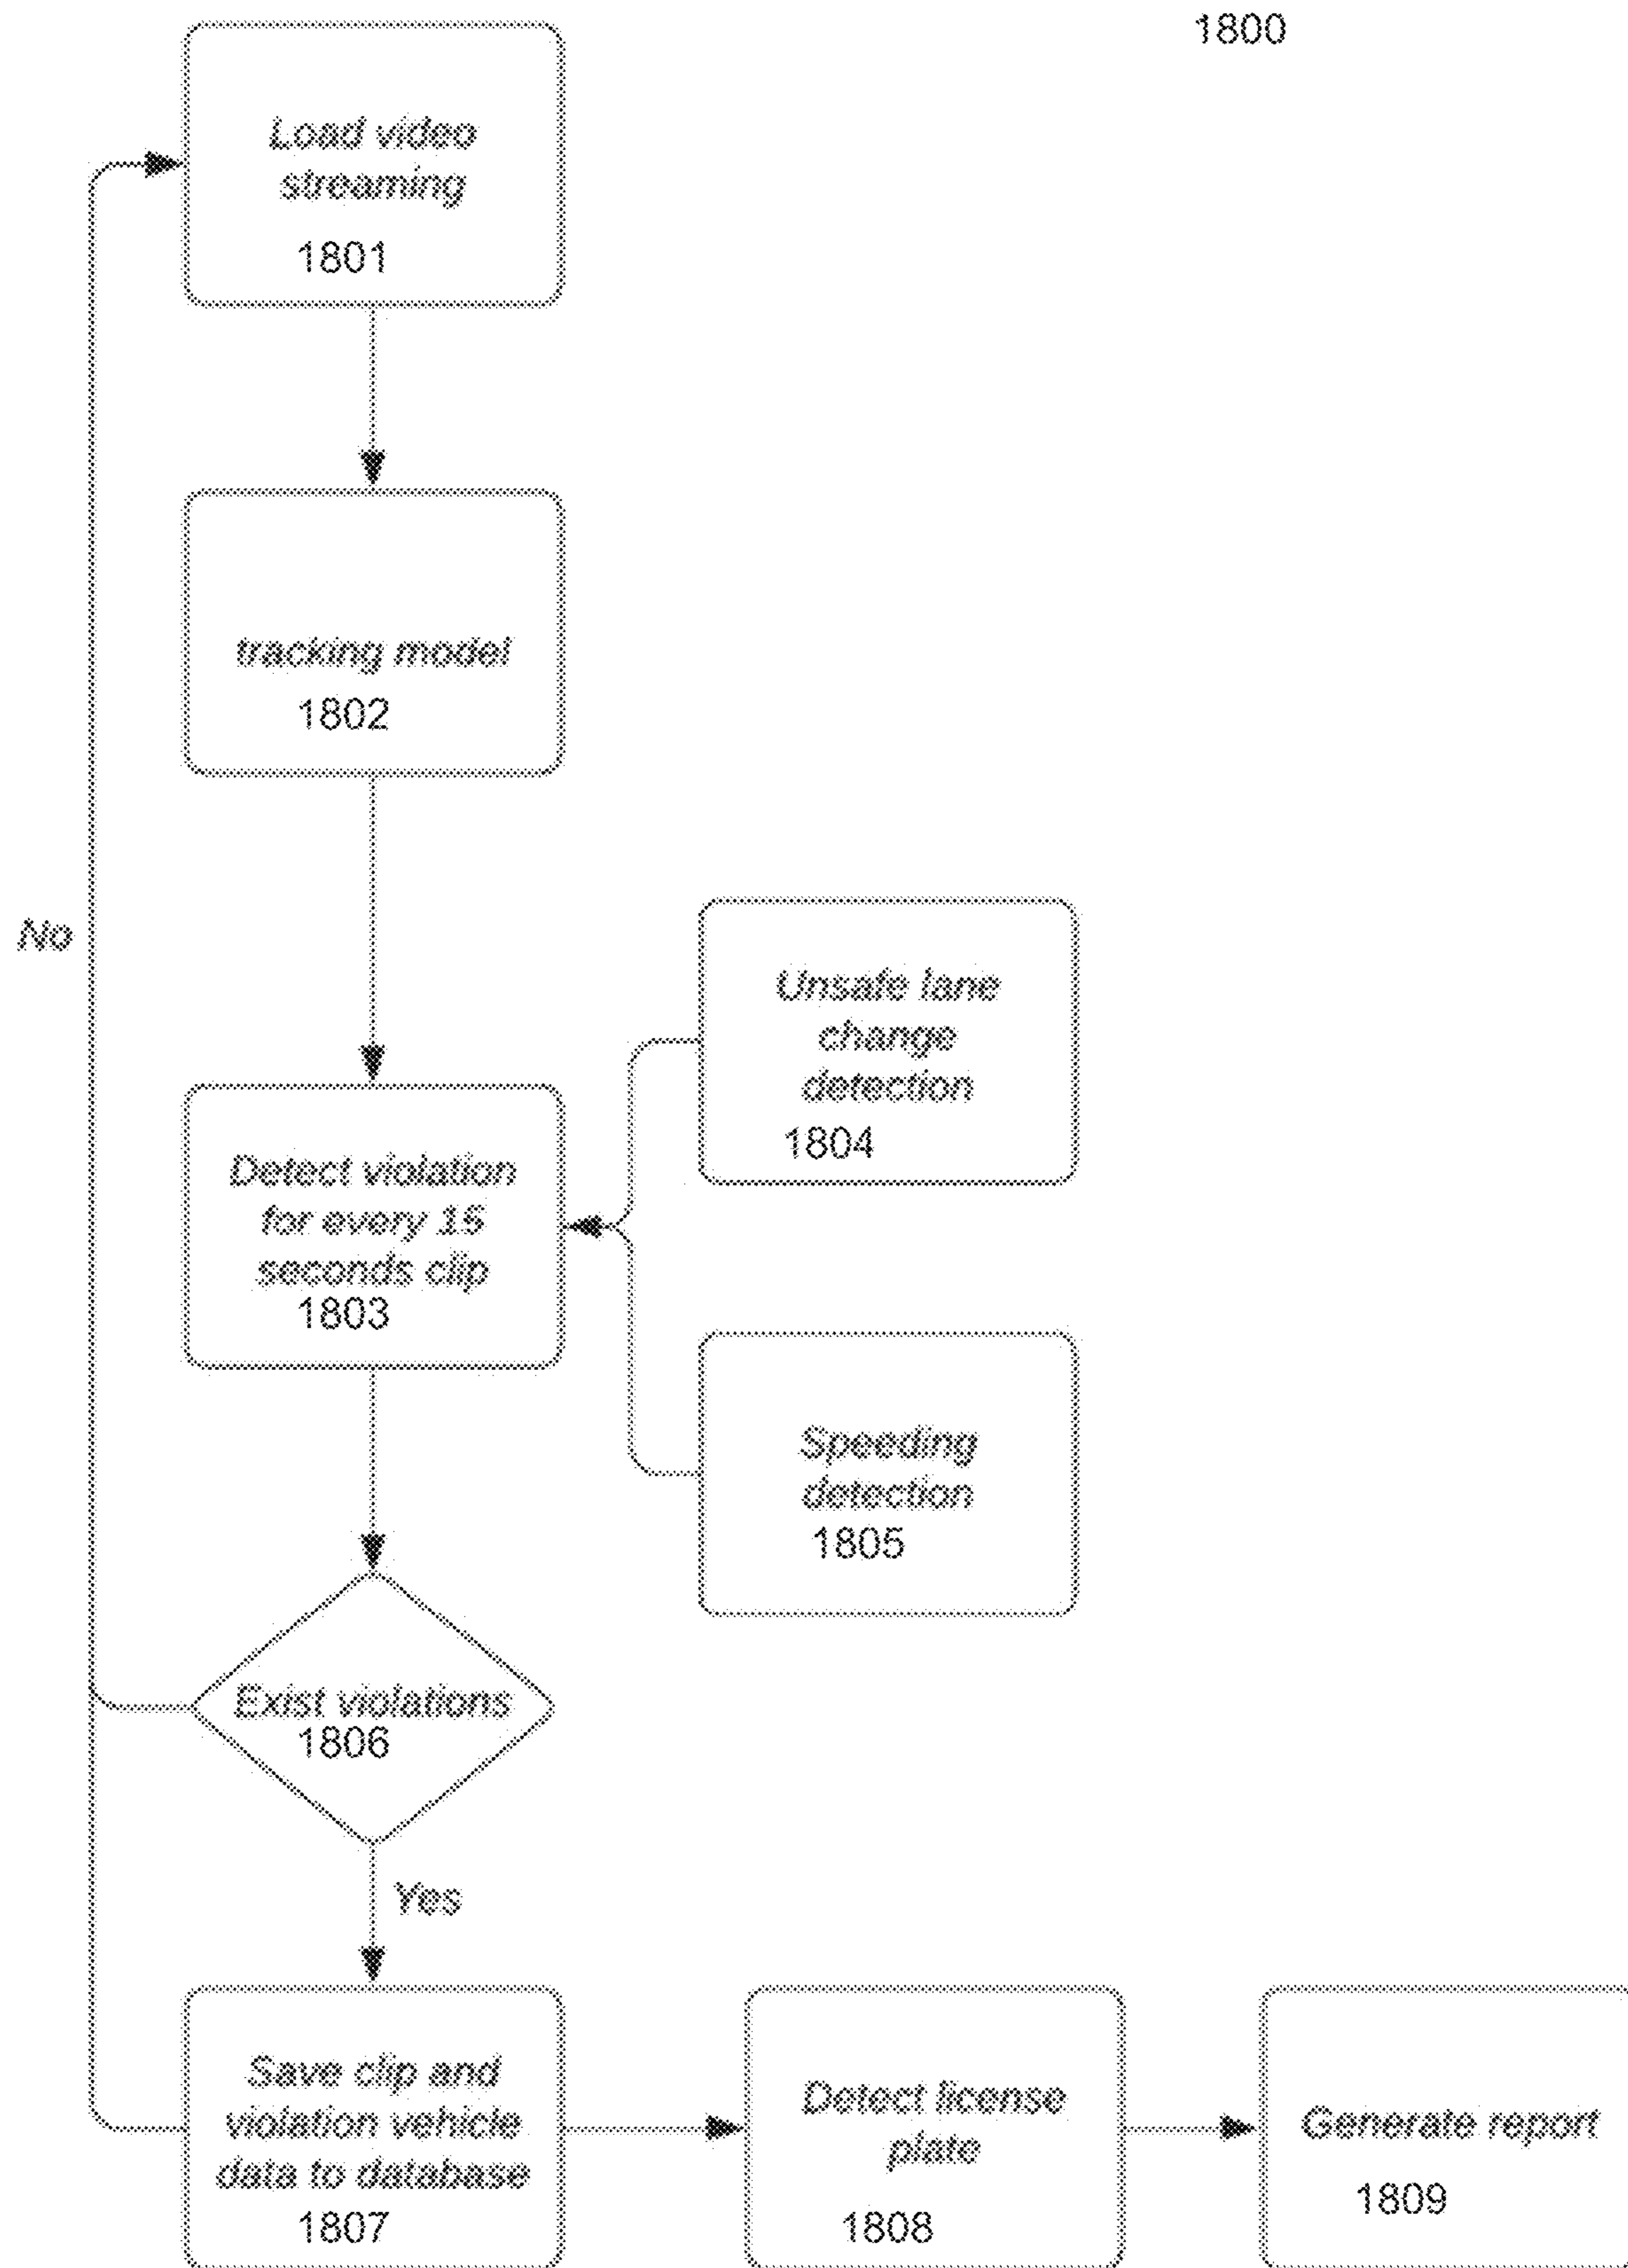 1800
Load video
streaming
1801
tracking model
1802
No
Unsafe lane
change
detection
1804
Detect violation
for every 15
seconds clip
1803
Speeding
detection
1805
Exist violations
1806
Yes
Save clip and
violation vehicle
data to database
1807
Detect license
plate
1808
Generate report
1809